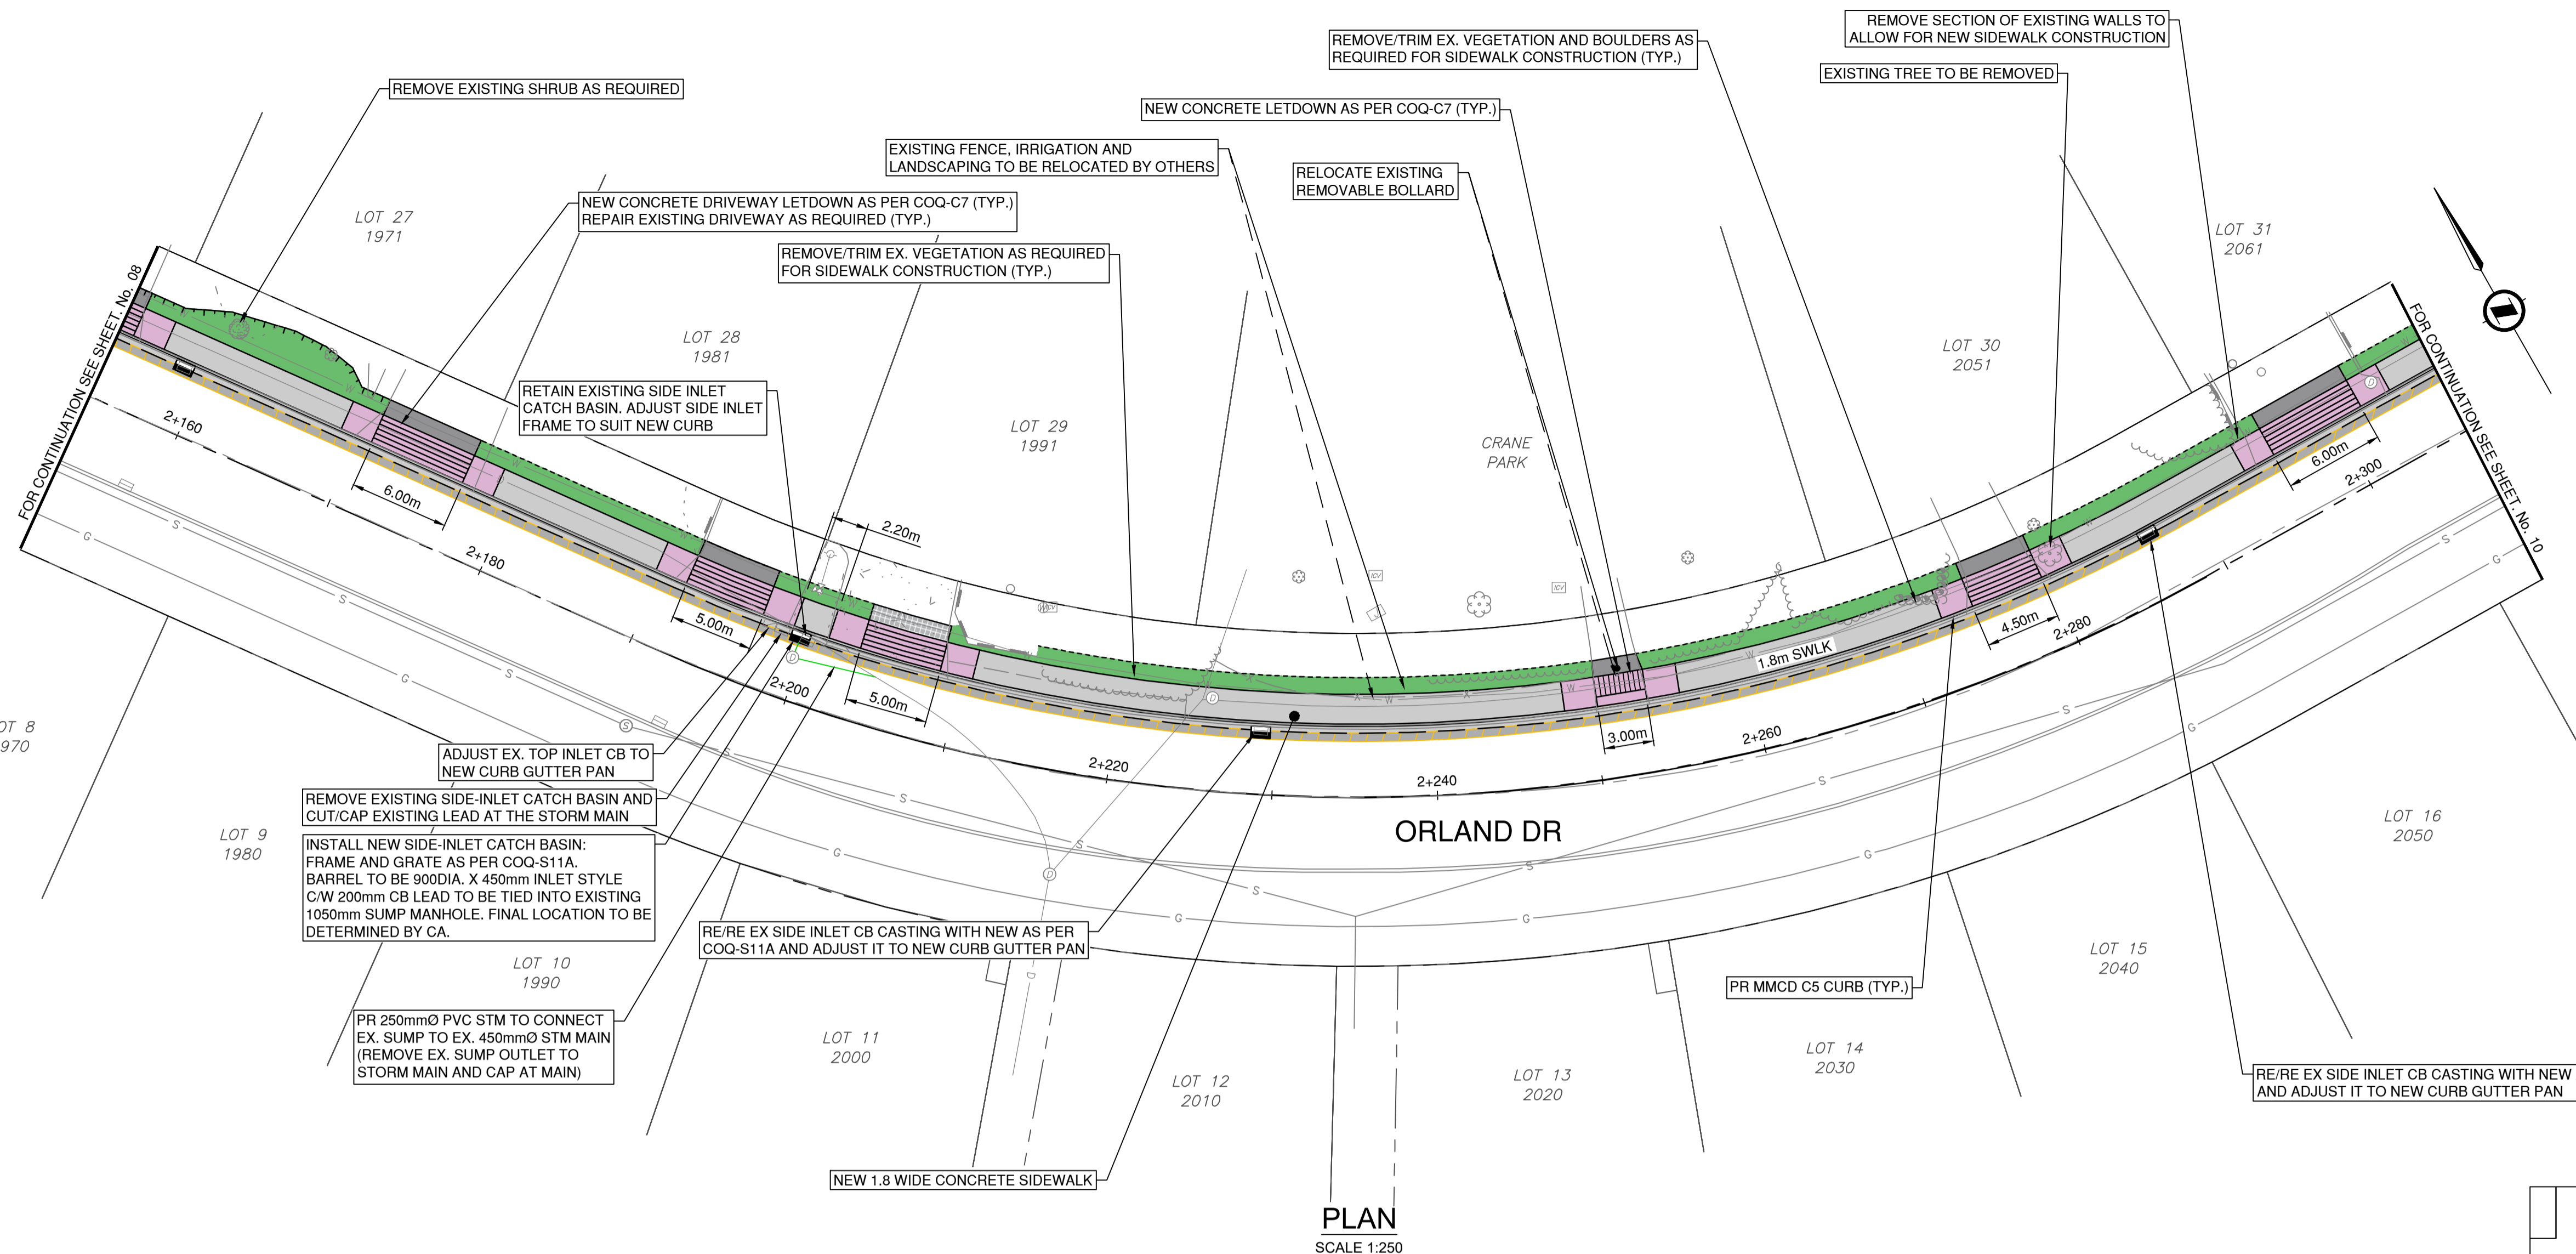 REMOVE SECTION OF EXISTING WALLS TO
ALLOW FOR NEW SIDEWALK CONSTRUCTION
REMOVE/TRIM EX. VEGETATION AND BOULDERS AS
REQUIRED FOR SIDEWALK CONSTRUCTION (TYP.)
EXISTING TREE TO BE REMOVED
REMOVE EXISTING SHRUB AS REQUIRED
NEW CONCRETE LETDOWN AS PER COQ-C7 (TYP.)
EXISTING FENCE, IRRIGATION AND
LANDSCAPING TO BE RELOCATED BY OTHERS
RELOCATE EXISTING
REMOVABLE BOLLARD
NEW CONCRETE DRIVEWAY LETDOWN AS PER COQ-C7 (TYP.)
REPAIR EXISTING DRIVEWAY AS REQUIRED (TYP.)
REMOVE/TRIM EX. VEGETATION AS REQUIRED
FOR SIDEWALK CONSTRUCTION (TYP.)
LOT 27
1971
LOT 28
1981
LOT 29
1991
CRANE
PARK
LOT 30
2051
LOT 31
2061
FOR CONTINUATION SEE SHEET. No. 08
FOR CONTINUATION SEE SHEET. No. 10
RETAIN EXISTING SIDE INLET
CATCH BASIN. ADJUST SIDE INLET
FRAME TO SUIT NEW CURB
2+160
6.00m
2+180
5.00m
2.20m
2+200
5.00m
2+220
2+240
3.00m
2+260
1.8m SWLK
4.50m
2+280
6.00m
2+300
W
W
W
W
W
W
ICV
ICV
D
D
D
D
D
S
S
S
S
S
S
S
S
S
S
S
S
G
G
G
G
G
G
G
G
ORLAND DR
ADJUST EX. TOP INLET CB TO
NEW CURB GUTTER PAN
REMOVE EXISTING SIDE-INLET CATCH BASIN AND
CUT/CAP EXISTING LEAD AT THE STORM MAIN
INSTALL NEW SIDE-INLET CATCH BASIN:
FRAME AND GRATE AS PER COQ-S11A.
BARREL TO BE 900DIA. X 450mm INLET STYLE
C/W 200mm CB LEAD TO BE TIED INTO EXISTING
1050mm SUMP MANHOLE. FINAL LOCATION TO BE
DETERMINED BY CA.
PR 250mmØ PVC STM TO CONNECT
EX. SUMP TO EX. 450mmØ STM MAIN
(REMOVE EX. SUMP OUTLET TO
STORM MAIN AND CAP AT MAIN)
RE/RE EX SIDE INLET CB CASTING WITH NEW AS PER
COQ-S11A AND ADJUST IT TO NEW CURB GUTTER PAN
NEW 1.8 WIDE CONCRETE SIDEWALK
PR MMCD C5 CURB (TYP.)
RE/RE EX SIDE INLET CB CASTING WITH NEW
AND ADJUST IT TO NEW CURB GUTTER PAN
OT 8
970
LOT 9
1980
LOT 10
1990
LOT 11
2000
LOT 12
2010
LOT 13
2020
LOT 14
2030
LOT 15
2040
LOT 16
2050
PLAN
SCALE 1:250